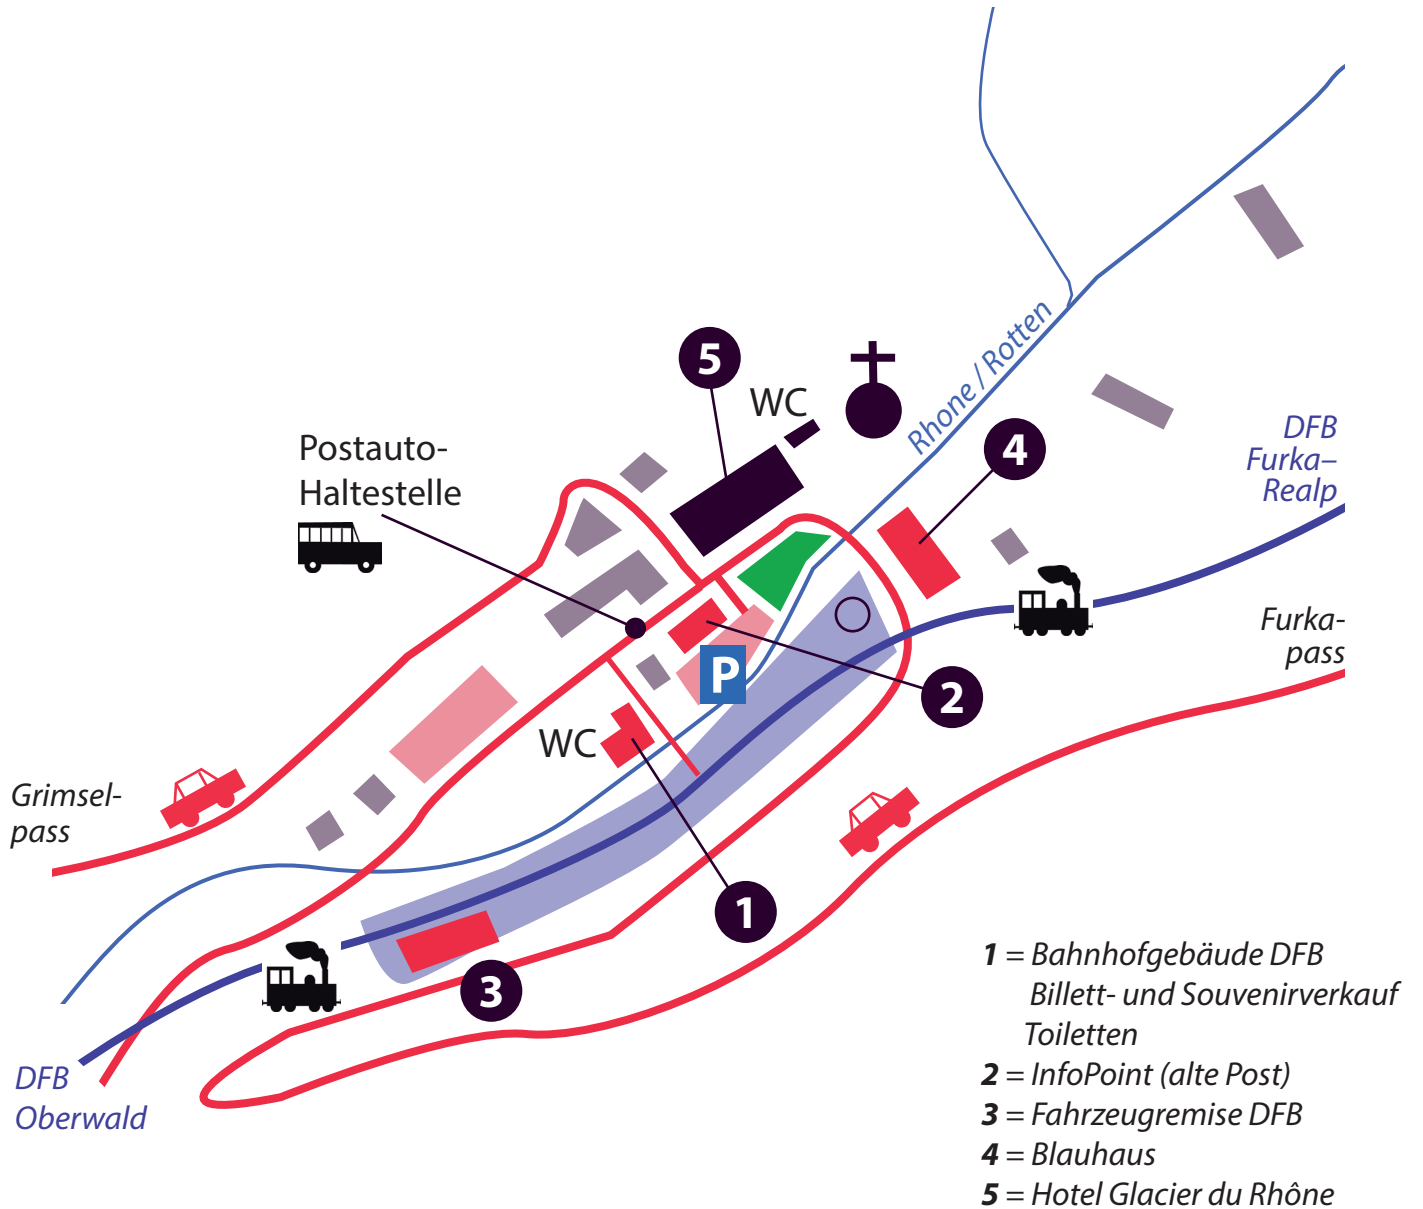 5
WC
Rhone / Rotten
4
DFB
Furka–
Realp
Postauto-
Haltestelle
Furka-
pass
P
2
WC
Grimsel-
pass
1
3
DFB
Oberwald
1 = Bahnhofgebäude DFB
Billett- und Souvenirverkauf
Toiletten
2 = InfoPoint (alte Post)
3 = Fahrzeugremise DFB
4 = Blauhaus
5 = Hotel Glacier du Rhône